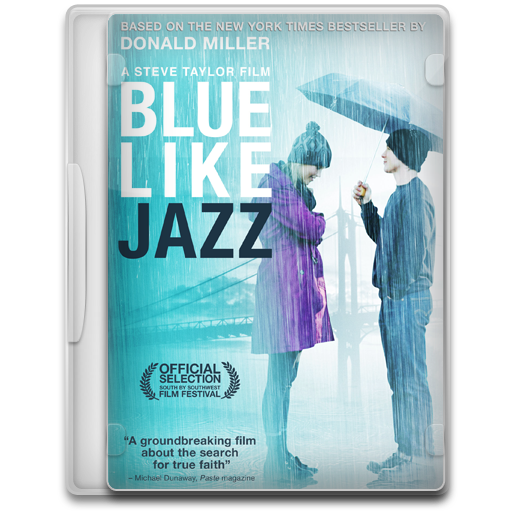 BASED ON THE NEW YORK TIMES BESTSELLER BY
DONALD MILLER
A STEVE TAYLOR FILM
BLUE
LIKE
JAZZ
OFFICIAL
SELECTION
SOUTH BY SOUTHWEST
FILM FESTIVAL
“A groundbreaking film
about the search
for true faith”
– Michael Dunaway, Paste magazine